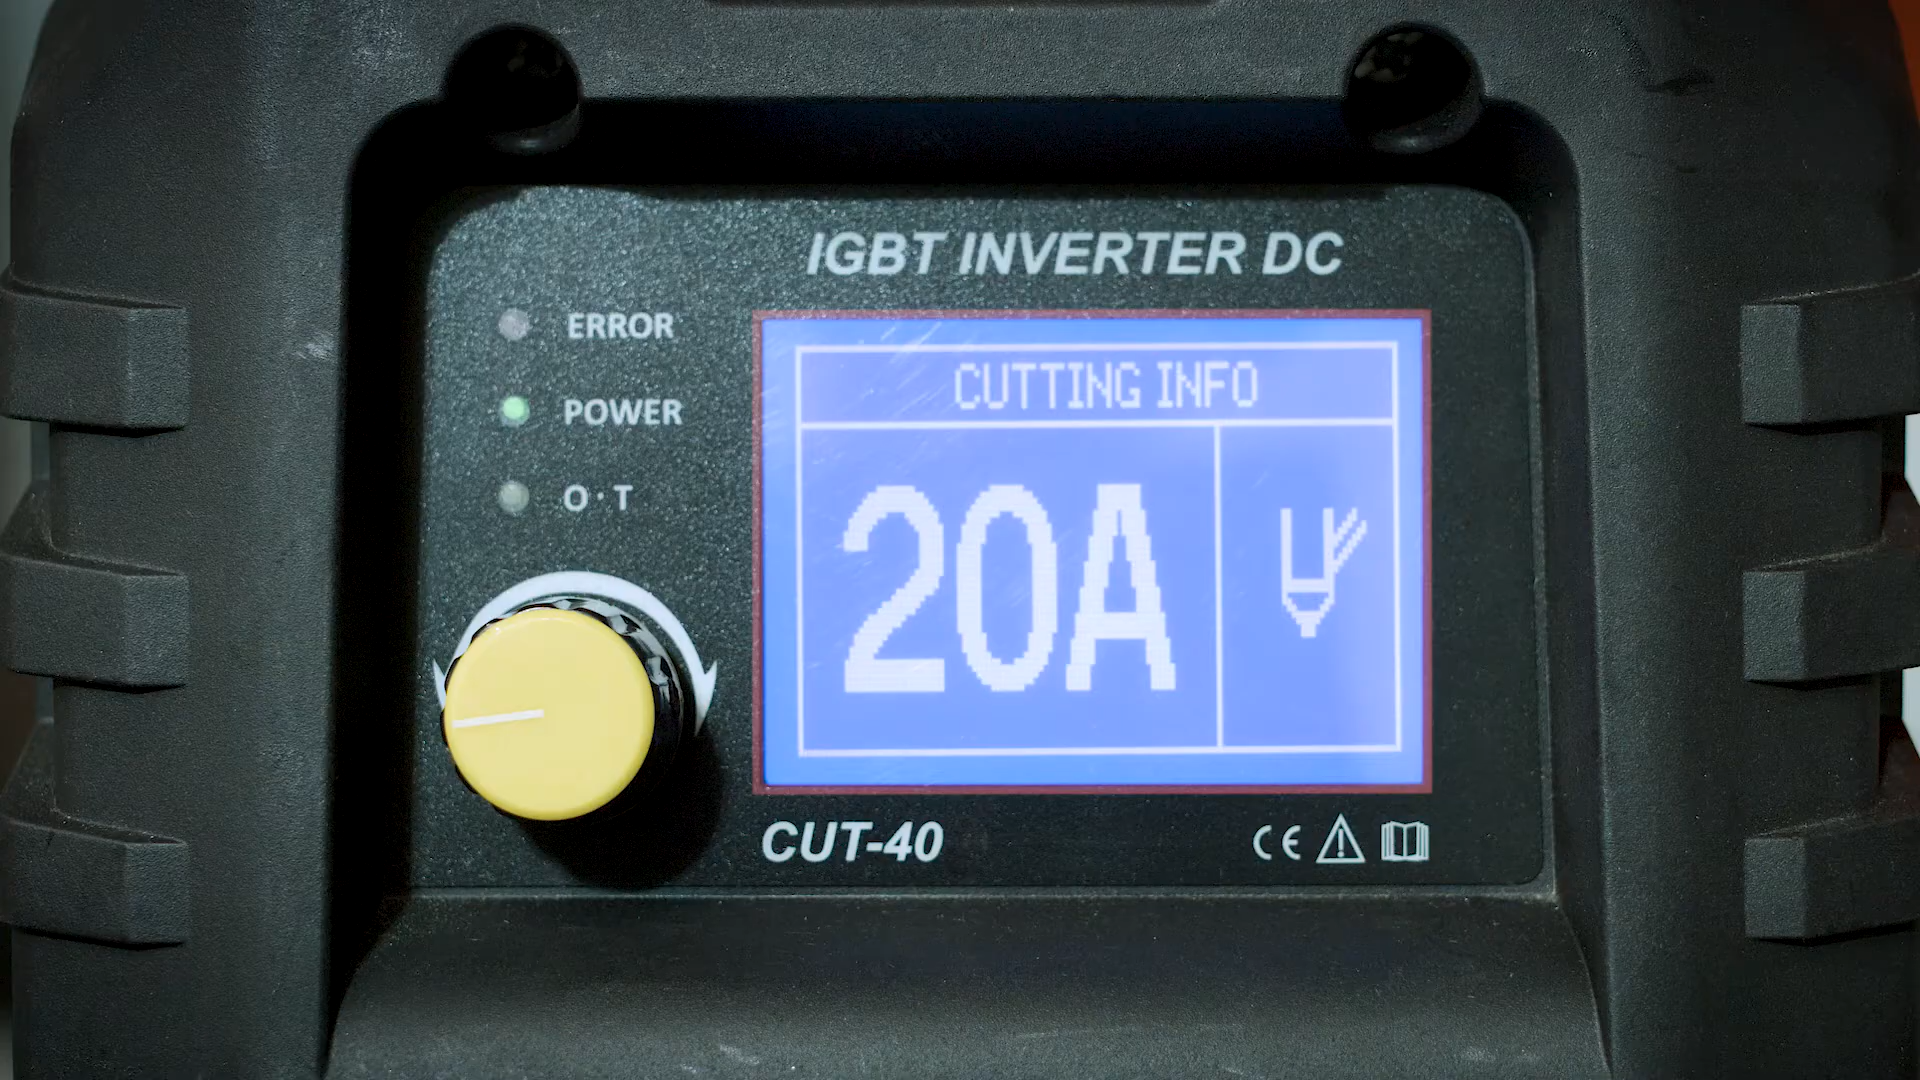 IGBT INVERTER DC
ERROR
POWER
O·T
CUTTING INFO
20A
CUT-40
CE